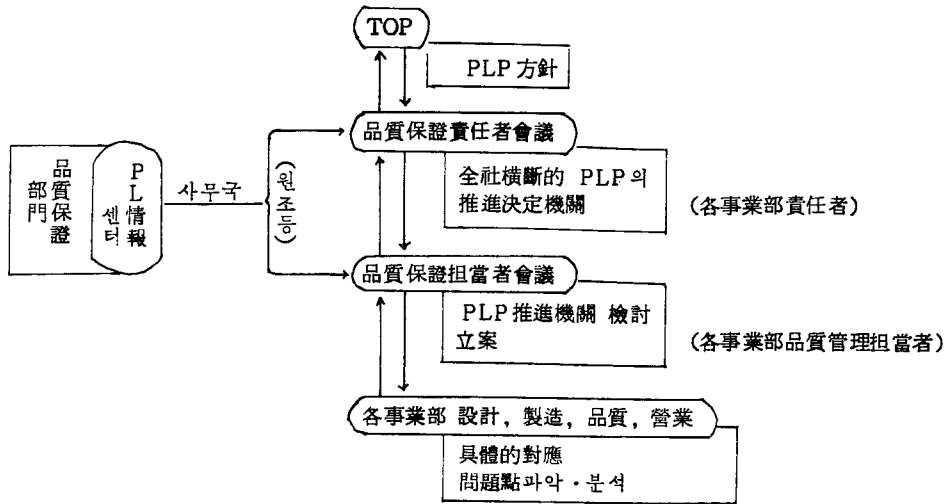 TOP
PLP 方針
品質保證責任者會議
全社横斷的 PLP의
推進決定機關
(各事業部責任者)
品質保證
部門
PL情報
센터
사무국
(원조등)
品質保證担當者會議
PLP推進機關 檢討
立案
(各事業部品質管理担當者)
各事業部 設計, 製造, 品質, 營業
具體的對應
問題點파악・분석